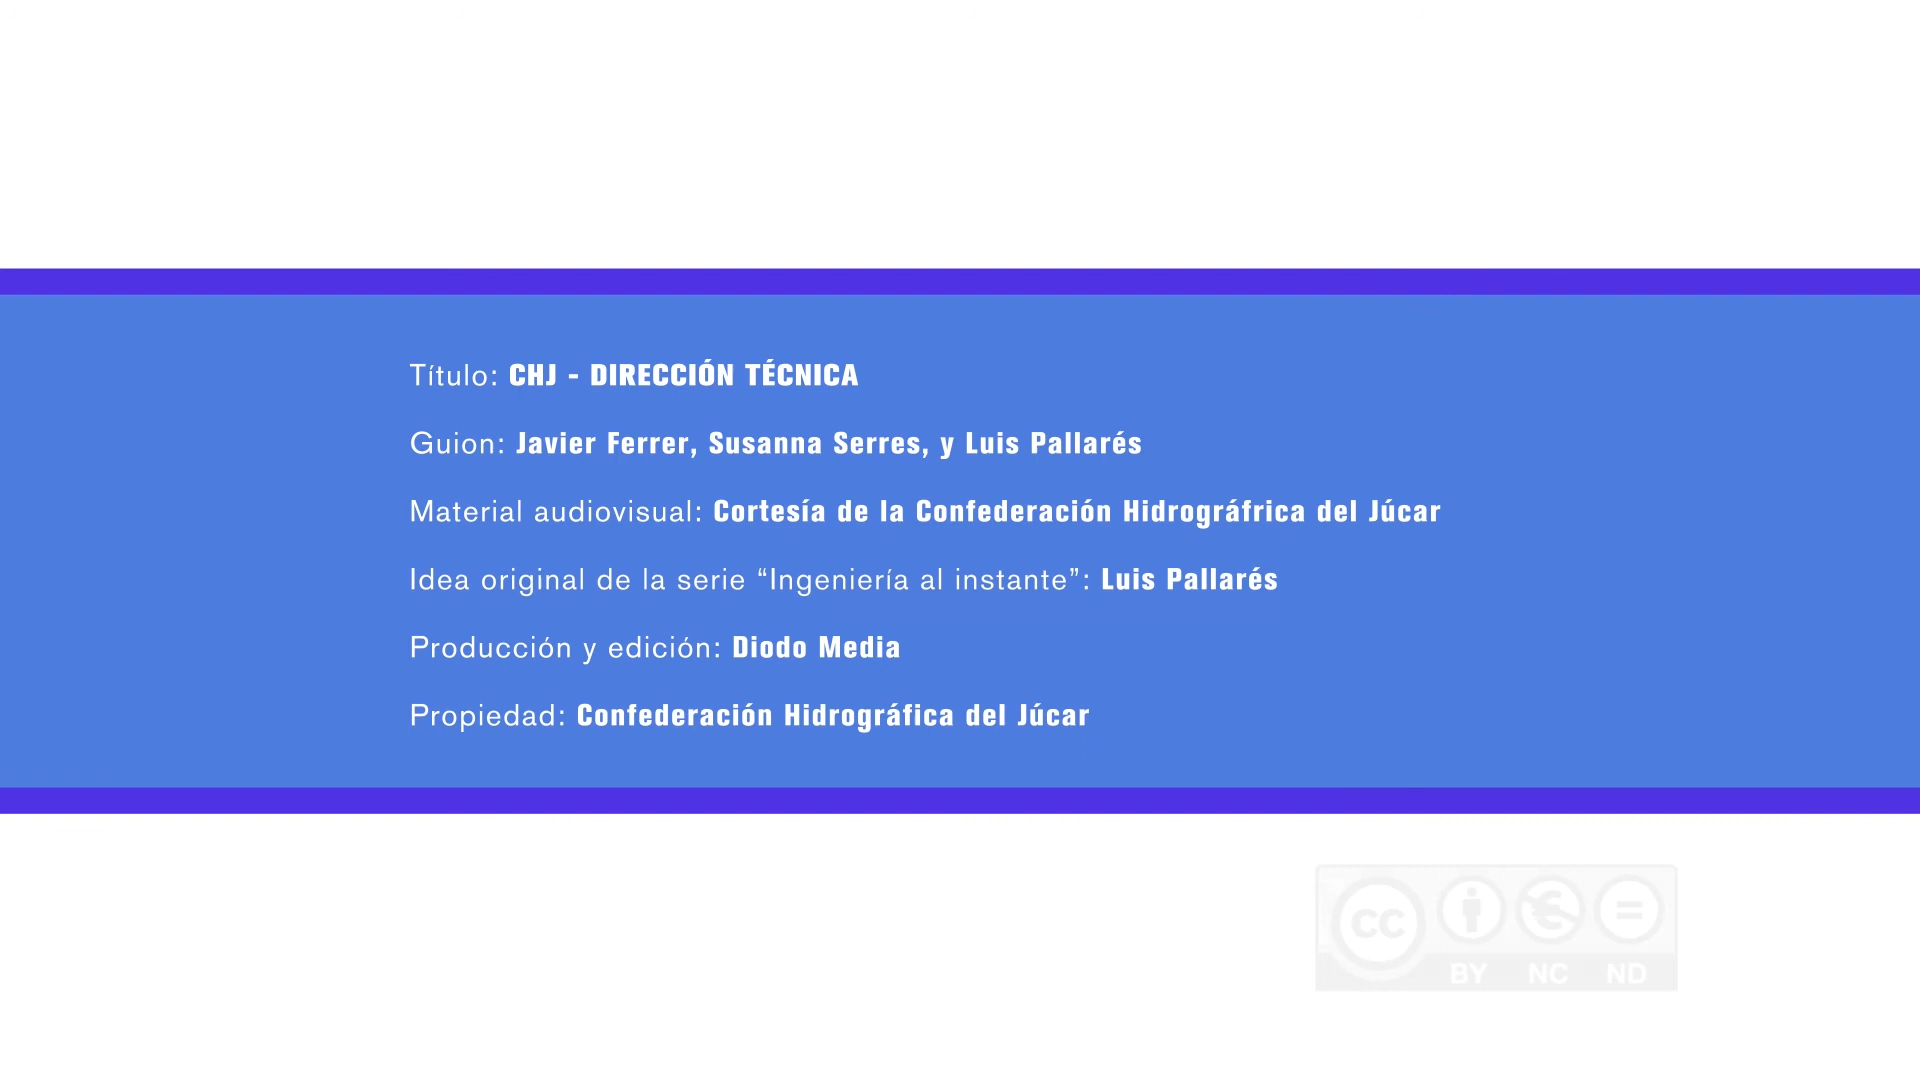 Título: CHJ - DIRECCIÓN TÉCNICA
Guion: Javier Ferrer, Susanna Serres, y Luis Pallarés
Material audiovisual: Cortesía de la Confederación Hidrográfrica del Júcar
Idea original de la serie “Ingeniería al instante”: Luis Pallarés
Producción y edición: Diodo Media
Propiedad: Confederación Hidrográfica del Júcar
CC
BY NC ND